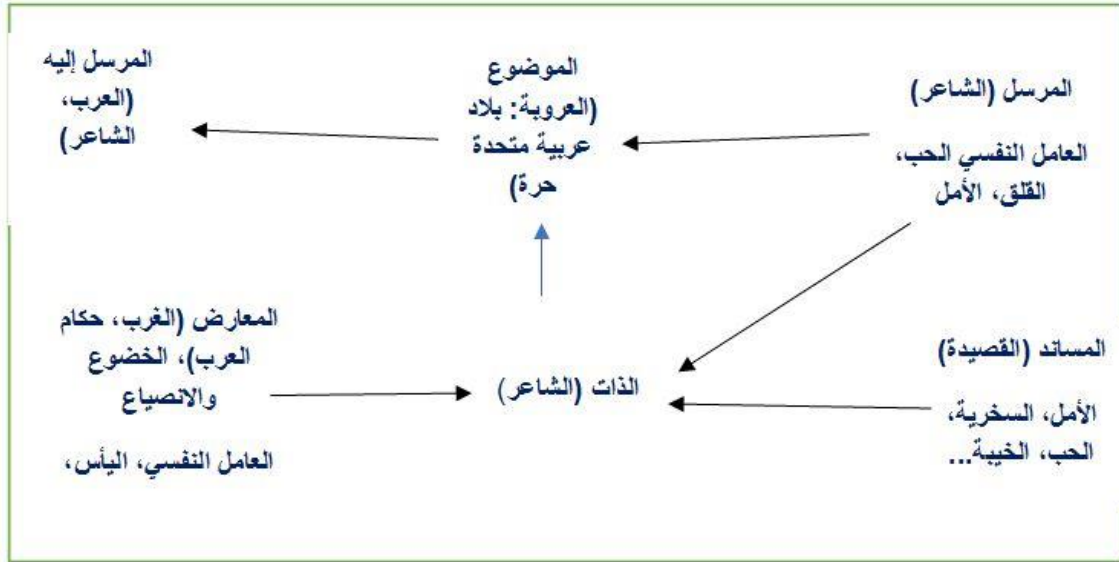 المرسل (الشاعر)
العامل النفسي الحب،
القلق، الأمل
الموضوع
(العروبة: بلاد
عربية متحدة
حرة)
المرسل إليه
(العرب،
الشاعر)
المساند (القصيدة)
الأمل، السخرية،
الحب، الخيبة...
الذات (الشاعر)
المعارض (الغرب، حكام
العرب)، الخضوع
والانصياع
العامل النفسي، اليأس،